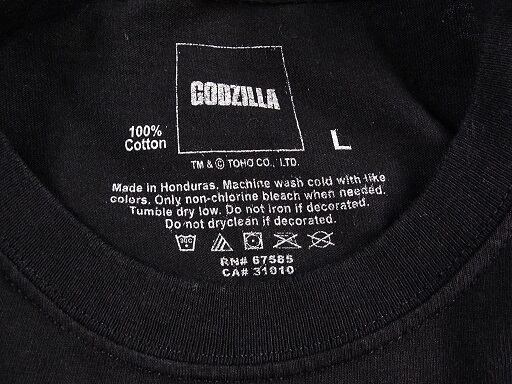 GODZILLA
100%
Cotton
L
TM & © TOHO CO., LTD.
Made in Honduras. Machine wash cold with like
colors. Only non-chlorine bleach when needed.
Tumble dry low. Do not iron if decorated.
Do not dryclean if decorated.
30C
RN# 67585
CA# 31010